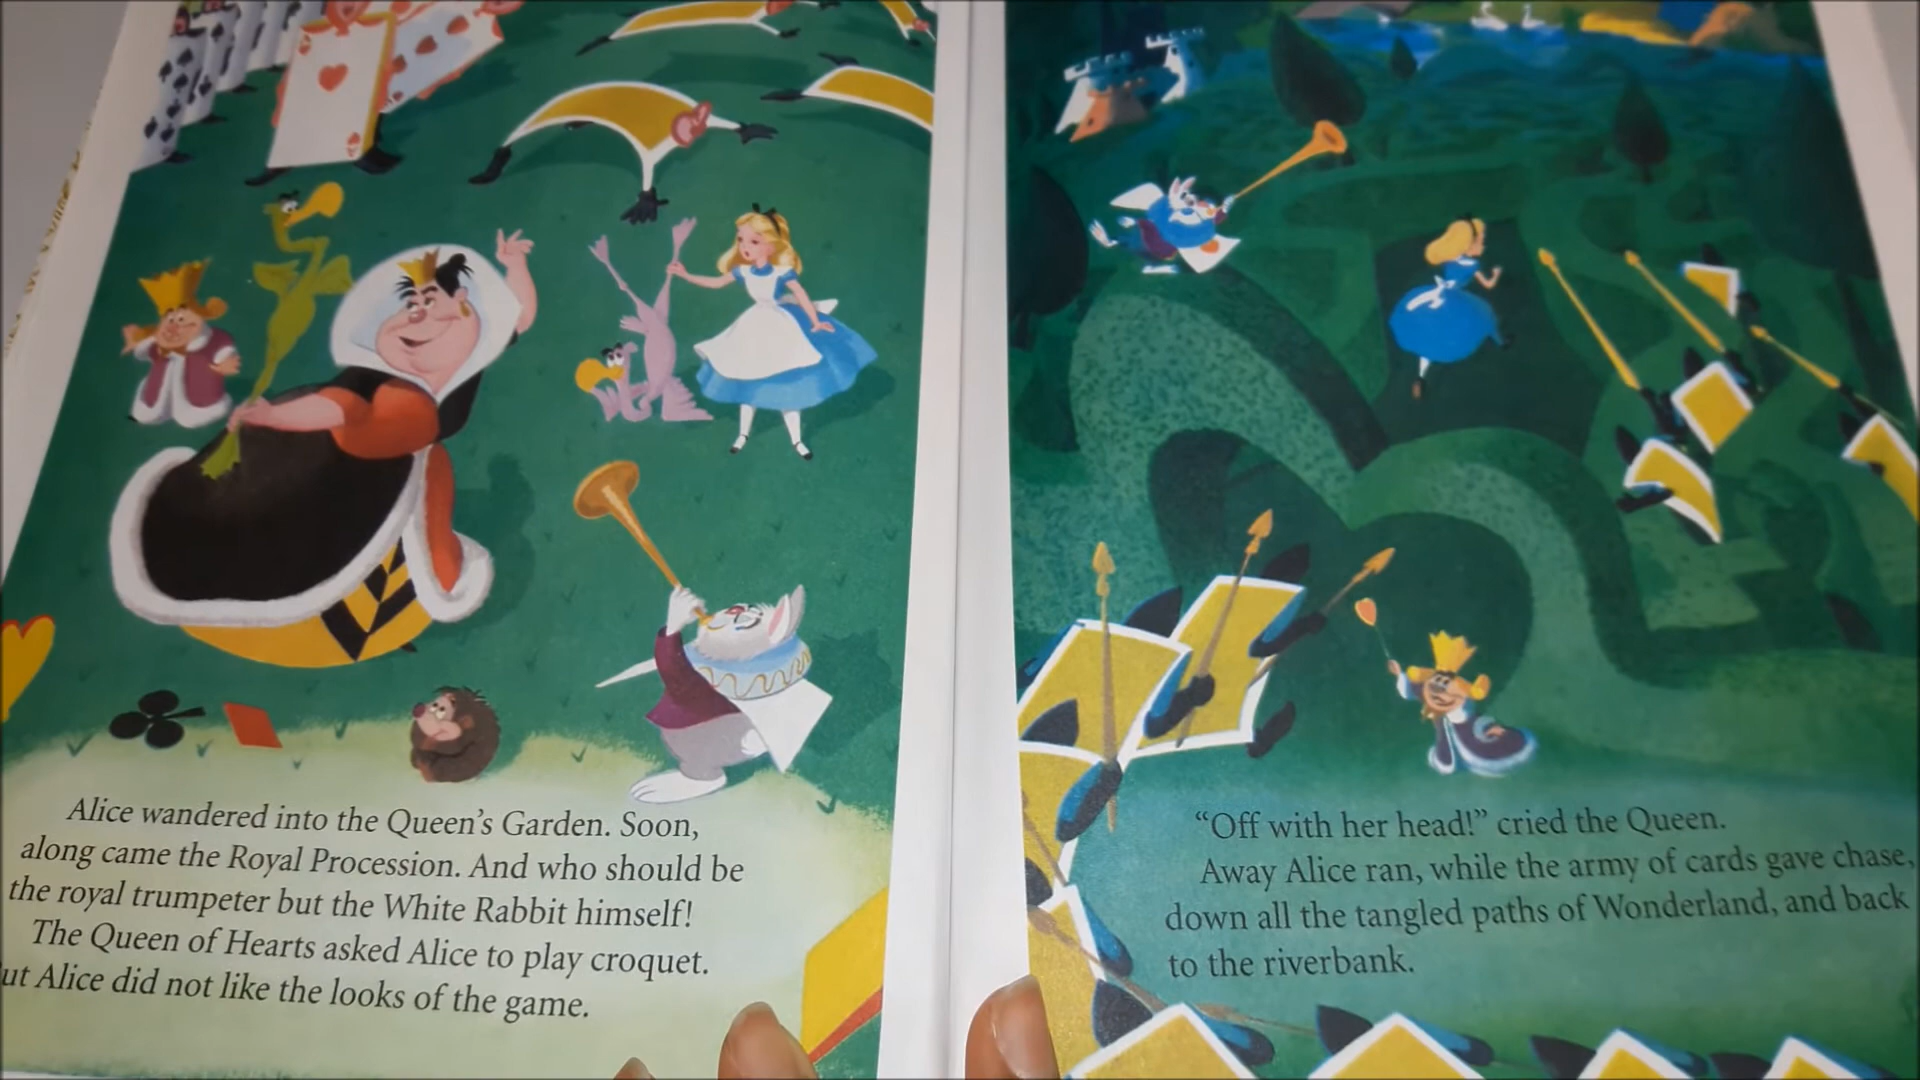 Alice wandered into the Queen's Garden. Soon,
along came the Royal Procession. And who should be
the royal trumpeter but the White Rabbit himself!
The Queen of Hearts asked Alice to play croquet.
ut Alice did not like the looks of the game.
“Off with her head!” cried the Queen.
Away Alice ran, while the army of cards gave chase,
down all the tangled paths of Wonderland, and back
to the riverbank.